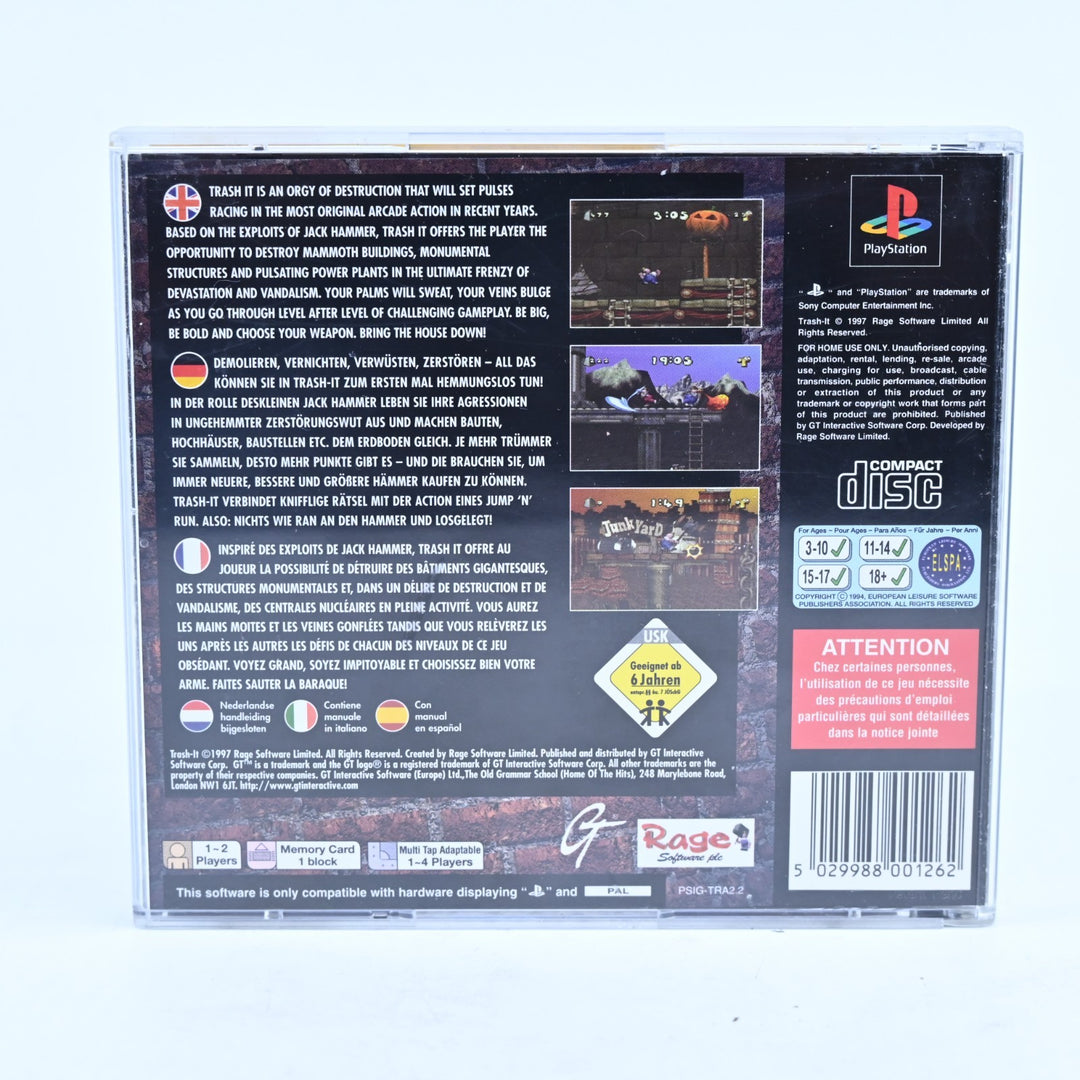 TRASH IT IS AN ORGY OF DESTRUCTION THAT WILL SET PULSES
RACING IN THE MOST ORIGINAL ARCADE ACTION IN RECENT YEARS.
BASED ON THE EXPLOITS OF JACK HAMMER, TRASH IT OFFERS THE PLAYER THE
OPPORTUNITY TO DESTROY MAMMOTH BUILDINGS, MONUMENTAL
STRUCTURES AND PULSATING POWER PLANTS IN THE ULTIMATE FRENZY OF
DEVASTATION AND VANDALISM. YOUR PALMS WILL SWEAT, YOUR VEINS BULGE
AS YOU GO THROUGH LEVEL AFTER LEVEL OF CHALLENGING GAMEPLAY. BE BIG,
BE BOLD AND CHOOSE YOUR WEAPON. BRING THE HOUSE DOWN!
DEMOLIEREN, VERNICHTEN, VERWÜSTEN, ZERSTÖREN – ALL DAS
KÖNNEN SIE IN TRASH-IT ZUM ERSTEN MAL HEMMUNGSLOS TUN!
IN DER ROLLE DESKLEINEN JACK HAMMER LEBEN SIE IHRE AGRESSIONEN
IN UNGEHEMMTER ZERSTÖRUNGSWUT AUS UND MACHEN BAUTEN,
HOCHHÄUSER, BAUSTELLEN ETC. DEM ERDBODEN GLEICH. JE MEHR TRÜMMER
SIE SAMMELN, DESTO MEHR PUNKTE GIBT ES – UND DIE BRAUCHEN SIE, UM
IMMER NEUERE, BESSERE UND GRÖßERE HÄMMER KAUFEN ZU KÖNNEN.
TRASH-IT VERBINDET KNIFFLIGE RÄTSEL MIT DER ACTION EINES JUMP 'N'
RUN. ALSO: NICHTS WIE RAN AN DEN HAMMER UND LOSGELEGT!
INSPIRÉ DES EXPLOITS DE JACK HAMMER, TRASH IT OFFRE AU
JOUEUR LA POSSIBILITÉ DE DÉTRUIRE DES BÂTIMENTS GIGANTESQUES,
DES STRUCTURES MONUMENTALES ET, DANS UN DÉLIRE DE DESTRUCTION ET DE
VANDALISME, DES CENTRALES NUCLÉAIRES EN PLEINE ACTIVITÉ. VOUS AUREZ
LES MAINS MOITES ET LES VEINES GONFLÉES TANDIS QUE VOUS RELÈVEREZ LES
UNS APRÈS LES AUTRES LES DÉFIS DE CHACUN DES NIVEAUX DE CE JEU
OBSÉDANT. VOYEZ GRAND, SOYEZ IMPITOYABLE ET CHOISISSEZ BIEN VOTRE
ARME. FAITES SAUTER LA BARAQUE!
Nederlandse
handleiding
bijgesloten
Contiene
manuale
in italiano
Con
manual
en español
Trash-It ©1997 Rage Software Limited. All Rights Reserved. Created by Rage Software Limited. Published and distributed by GT Interactive
Software Corp. GT™ is a trademark and the GT logo® is a registered trademark of GT Interactive Software Corp. All other trademarks are the
property of their respective companies. GT Interactive Software (Europe) Ltd.,The Old Grammar School (Home Of The Hits), 248 Marylebone Road,
London NW1 6JT. http://www.gtinteractive.com
1~2
Players
Memory Card
1 block
Multi Tap Adaptable
1~4 Players
This software is only compatible with hardware displaying " " and PAL
PSIG-TRA2.2
3:05
19:05
1:49
JunkYarD
USK
Geeignet ab
6 Jahren
entspr. §§ 6u. 7 JÖSchG
GT
Rage
Software plc
PlayStation
" " and "PlayStation" are trademarks of
Sony Computer Entertainment Inc.
Trash-It © 1997 Rage Software Limited All
Rights Reserved.
FOR HOME USE ONLY. Unauthorised copying,
adaptation, rental, lending, re-sale, arcade
use, charging for use, broadcast, cable
transmission, public performance, distribution
or extraction of this product or any
trademark or copyright work that forms part
of this product are prohibited. Published
by GT Interactive Software Corp. Developed by
Rage Software Limited.
COMPACT
disc
For Ages – Pour Ages – Para Años – Für Jahre – Per Anni
3-10 11-14
15-17 18+
ELSPA
COPYRIGHT © 1994, EUROPEAN LEISURE SOFTWARE
PUBLISHERS ASSOCIATION. ALL RIGHTS RESERVED
ATTENTION
Chez certaines personnes,
l'utilisation de ce jeu nécessite
des précautions d'emploi
particulières qui sont détaillées
dans la notice jointe
5 029988 001262